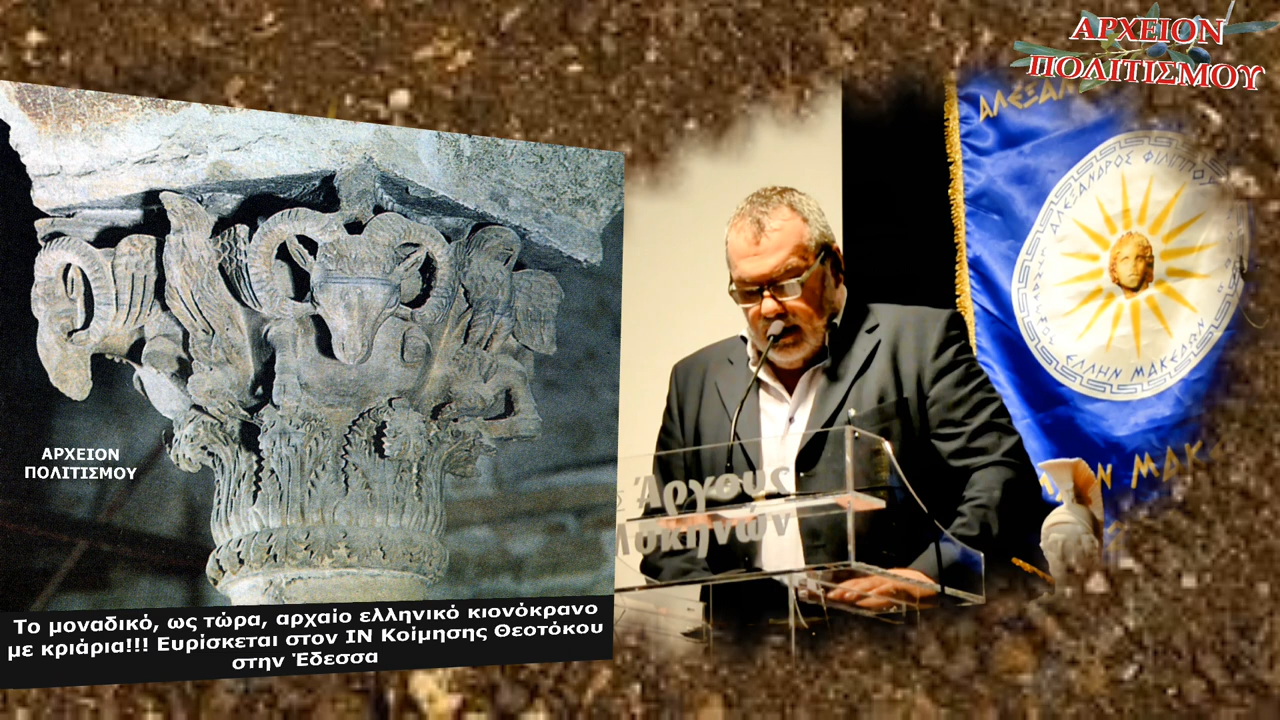 ΑΡΧΕΙΟΝ
ΠΟΛΙΤΙΣΜΟΥ
ΑΡΧΕΙΟΝ
ΠΟΛΙΤΙΣΜΟΥ
Το μοναδικό, ως τώρα, αρχαίο ελληνικό κιονόκρανο
με κριάρια!!! Ευρίσκεται στον ΙΝ Κοίμησης Θεοτόκου
στην Έδεσσα
Άργους
Μυκηνών
ΑΛΕΞΑΝΔΡΟΣ ΦΙΛΙΠΠΟΥ
ΕΛΛΗΝ ΜΑΚΕΔΩΝ